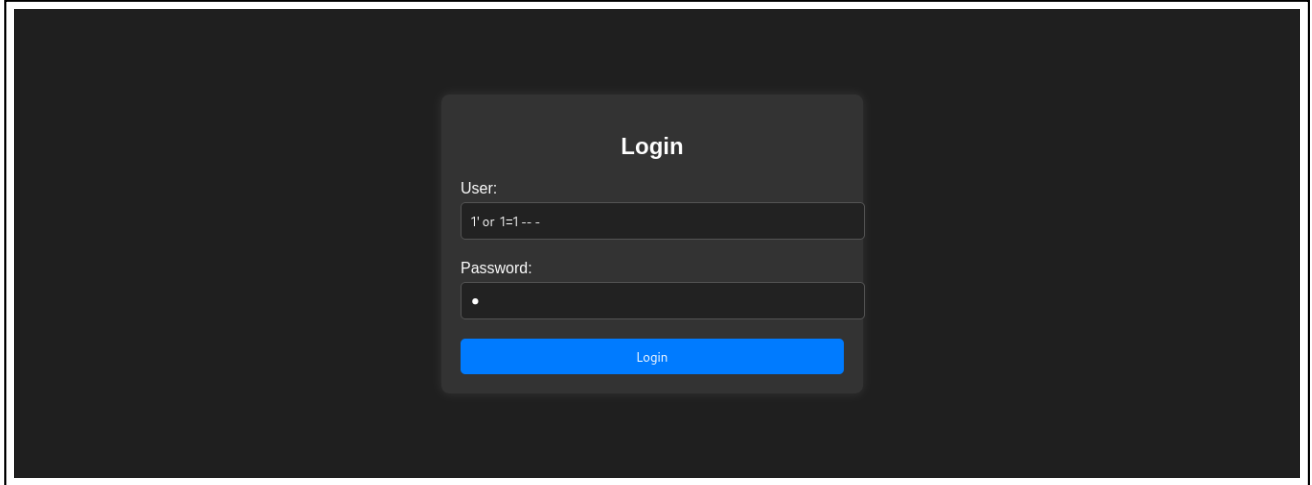 Login
User:
1' or 1=1 -- -
Password:
Login